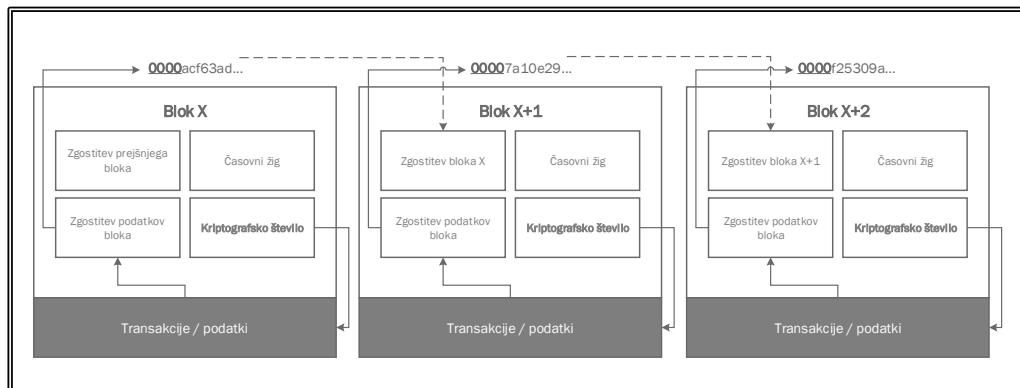 0000acf63ad...
00007a10e29...
0000f25309a...
Blok X
Zgostitev prejšnjega
bloka
Časovni žig
Zgostitev podatkov
bloka
Kriptografsko število
Transakcije / podatki
Blok X+1
Zgostitev bloka X
Časovni žig
Zgostitev podatkov
bloka
Kriptografsko število
Transakcije / podatki
Blok X+2
Zgostitev bloka X+1
Časovni žig
Zgostitev podatkov
bloka
Kriptografsko število
Transakcije / podatki